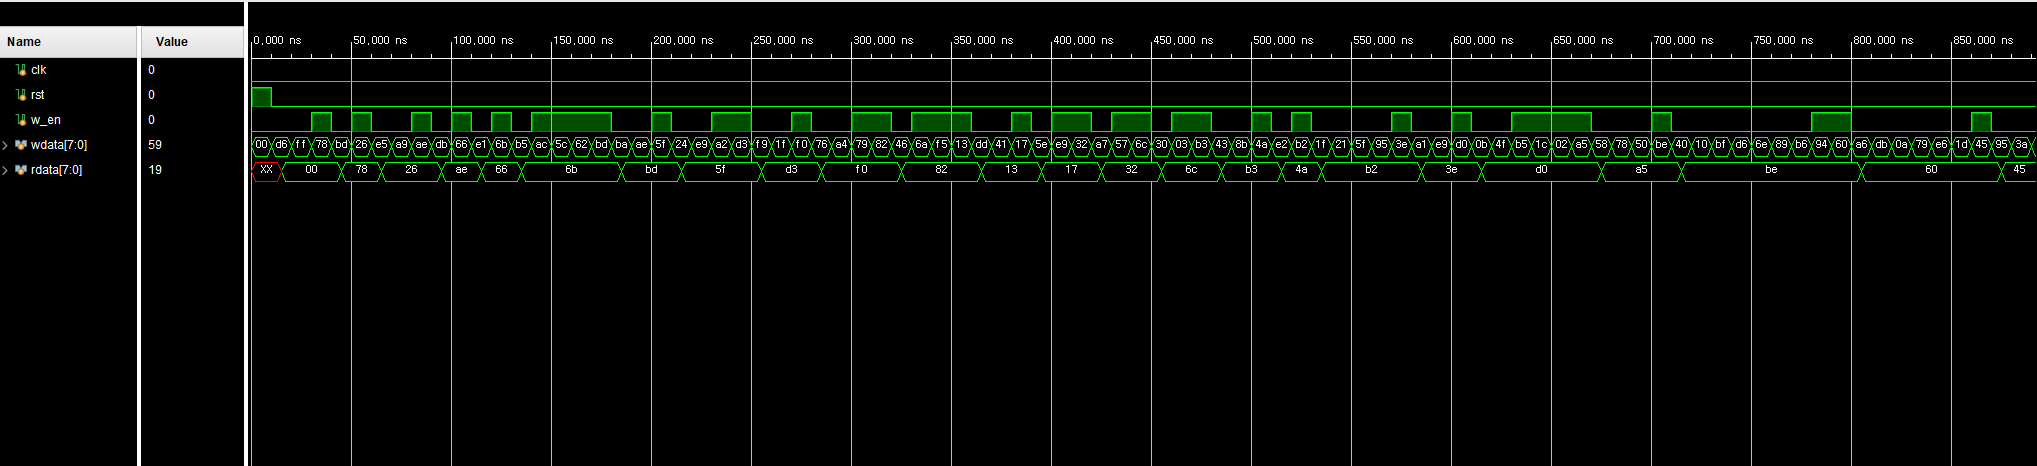 Name Value
0,000 ns 50,000 ns 100,000 ns 150,000 ns 200,000 ns 250,000 ns 300,000 ns 350,000 ns 400,000 ns 450,000 ns 500,000 ns 550,000 ns 600,000 ns 650,000 ns 700,000 ns 750,000 ns 800,000 ns 850,000 ns
clk 0
rst 0
w_en 0
wdata[7:0] 59 00 d6 ff 78 bd 26 e5 a9 ae db 66 e1 6b b5 ac 5c 62 bd ba ae 5f 24 e9 a2 d3 f9 1f f0 76 a4 79 82 46 6a f5 13 dd 41 17 5e e9 32 a7 57 6c 30 03 b3 43 8b 4a e2 b2 1f 21 5f 95 3e a1 e9 d0 0b 4f b5 1c 02 a5 58 78 50 be 40 10 bf d6 6e 89 b6 94 60 a6 db 0a 79 e6 1d 45 95 3a
rdata[7:0] 19 XX 00 78 26 ae 66 6b bd 5f d3 f0 82 13 17 32 6c b3 4a b2 3e d0 a5 be 60 45